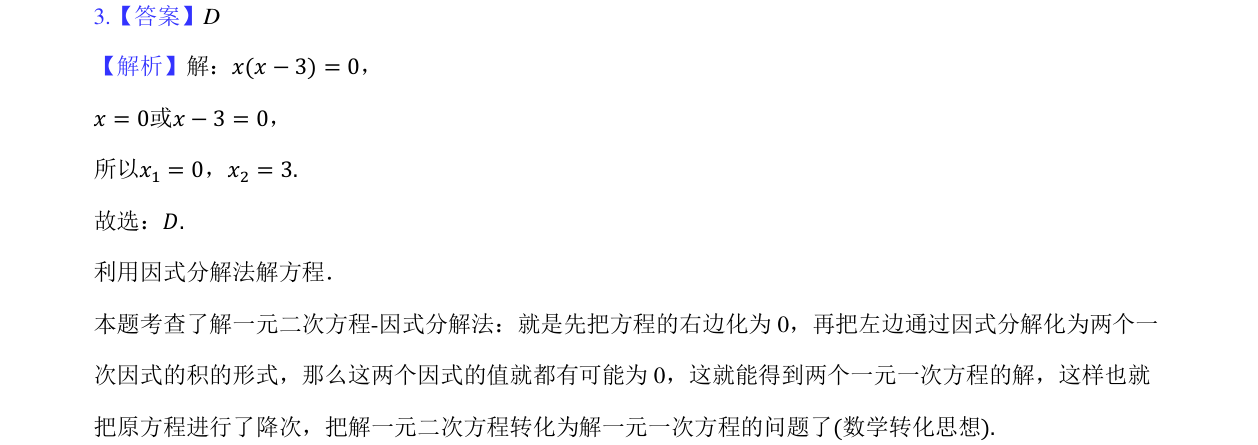 3.【答案】D
【解析】解：x(x − 3) = 0，
x = 0或x − 3 = 0，
所以x₁ = 0，x₂ = 3.
故选：D.
利用因式分解法解方程．
本题考查了解一元二次方程-因式分解法：就是先把方程的右边化为 0，再把左边通过因式分解化为两个一
次因式的积的形式，那么这两个因式的值就都有可能为 0，这就能得到两个一元一次方程的解，这样也就
把原方程进行了降次，把解一元二次方程转化为解一元一次方程的问题了(数学转化思想).